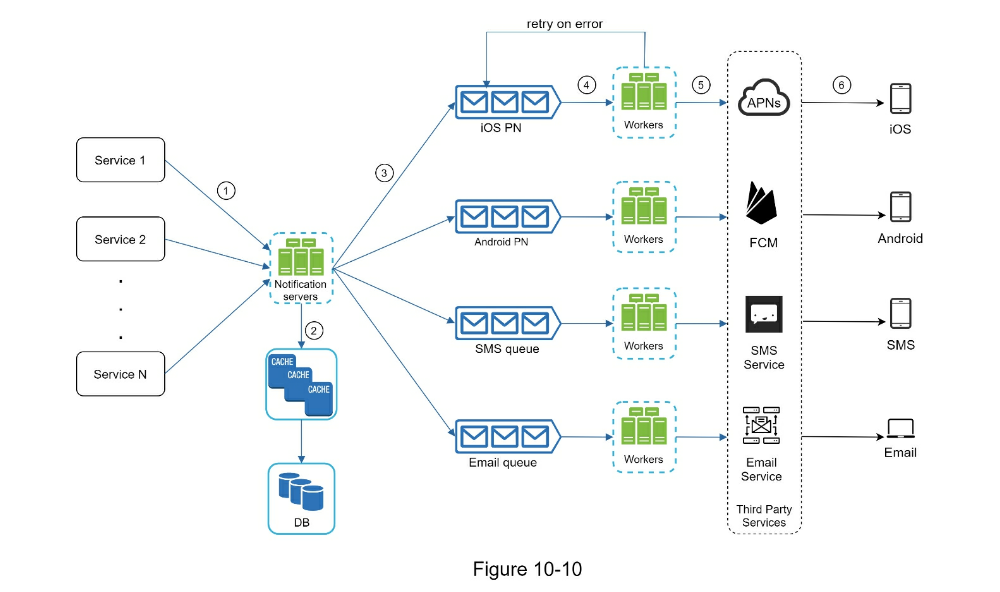 retry on error
1
Service 1
Service 2
.
.
.
Service N
Notification
servers
2
CACHE
CACHE
CACHE
DB
3
iOS PN
Android PN
SMS queue
Email queue
4
Workers
Workers
Workers
Workers
5
APNs
FCM
SMS
Service
Email
Service
Third Party
Services
6
iOS
Android
SMS
Email
Figure 10-10